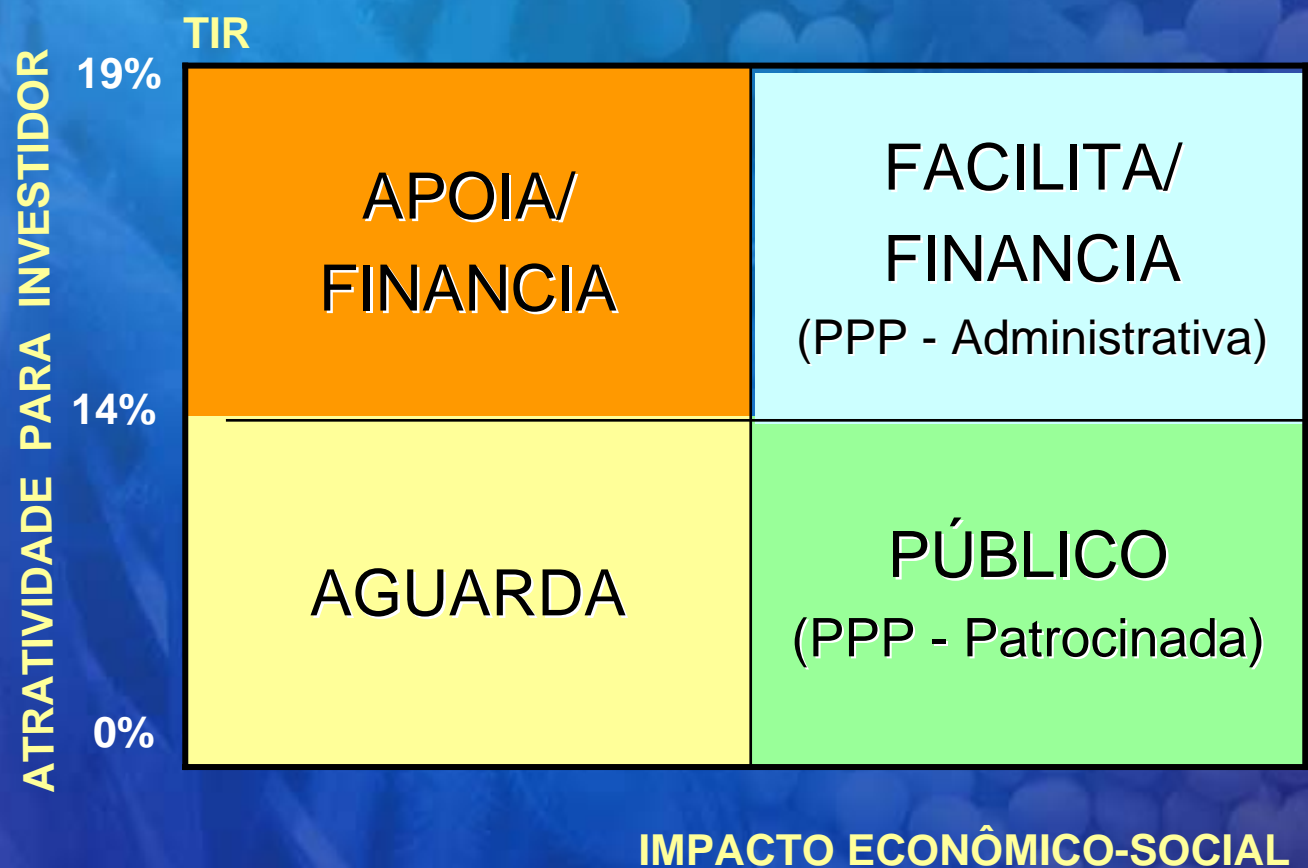 TIR
ATRATIVIDADE PARA INVESTIDOR
19%
APOIA/
FINANCIA
FACILITA/
FINANCIA
(PPP - Administrativa)
14%
AGUARDA
PÚBLICO
(PPP - Patrocinada)
0%
IMPACTO ECONÔMICO-SOCIAL